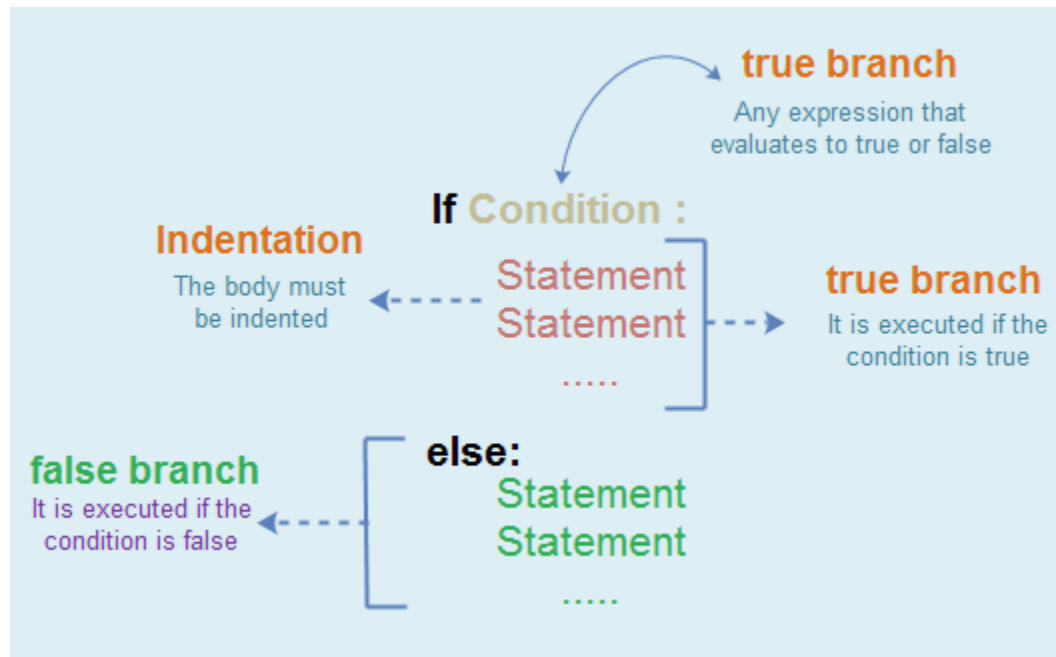 true branch
Any expression that
evaluates to true or false
If Condition :
Indentation
The body must
be indented
Statement
Statement
.....
true branch
It is executed if the
condition is true
else:
Statement
Statement
.....
false branch
It is executed if the
condition is false